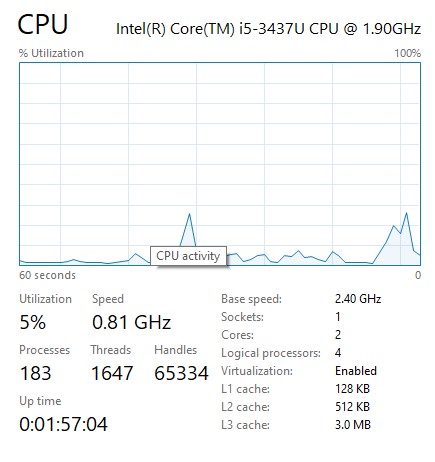 CPU Intel(R) Core(TM) i5-3437U CPU @ 1.90GHz
% Utilization 100%
CPU activity
60 seconds 0
Utilization Speed
5% 0.81 GHz
Processes Threads Handles
183 1647 65334
Up time
0:01:57:04
Base speed: 2.40 GHz
Sockets: 1
Cores: 2
Logical processors: 4
Virtualization: Enabled
L1 cache: 128 KB
L2 cache: 512 KB
L3 cache: 3.0 MB